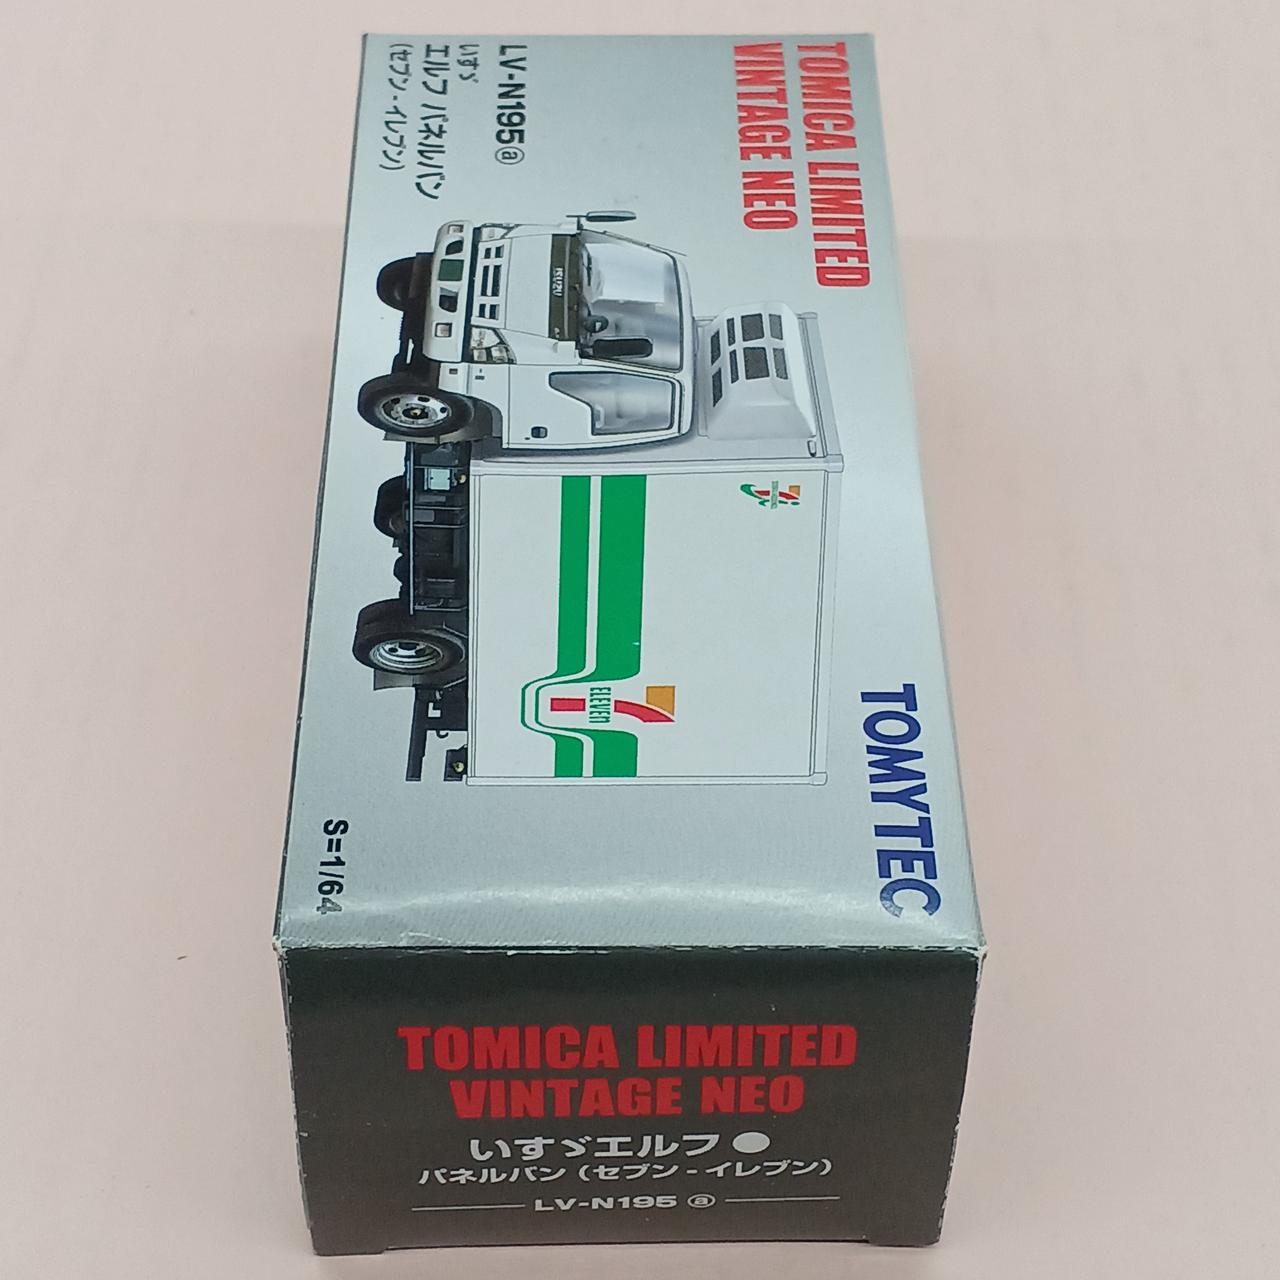 TOMICA LIMITED
VINTAGE NEO
LV-N195 ⓐ
いすゞ
エルフ パネルバン
(セブン-イレブン)
ISUZU
7
ELEVEN
TOMYTEC
S=1/64
TOMICA LIMITED
VINTAGE NEO
いすゞエルフ ●
パネルバン (セブン-イレブン)
LV-N195 ⓐ